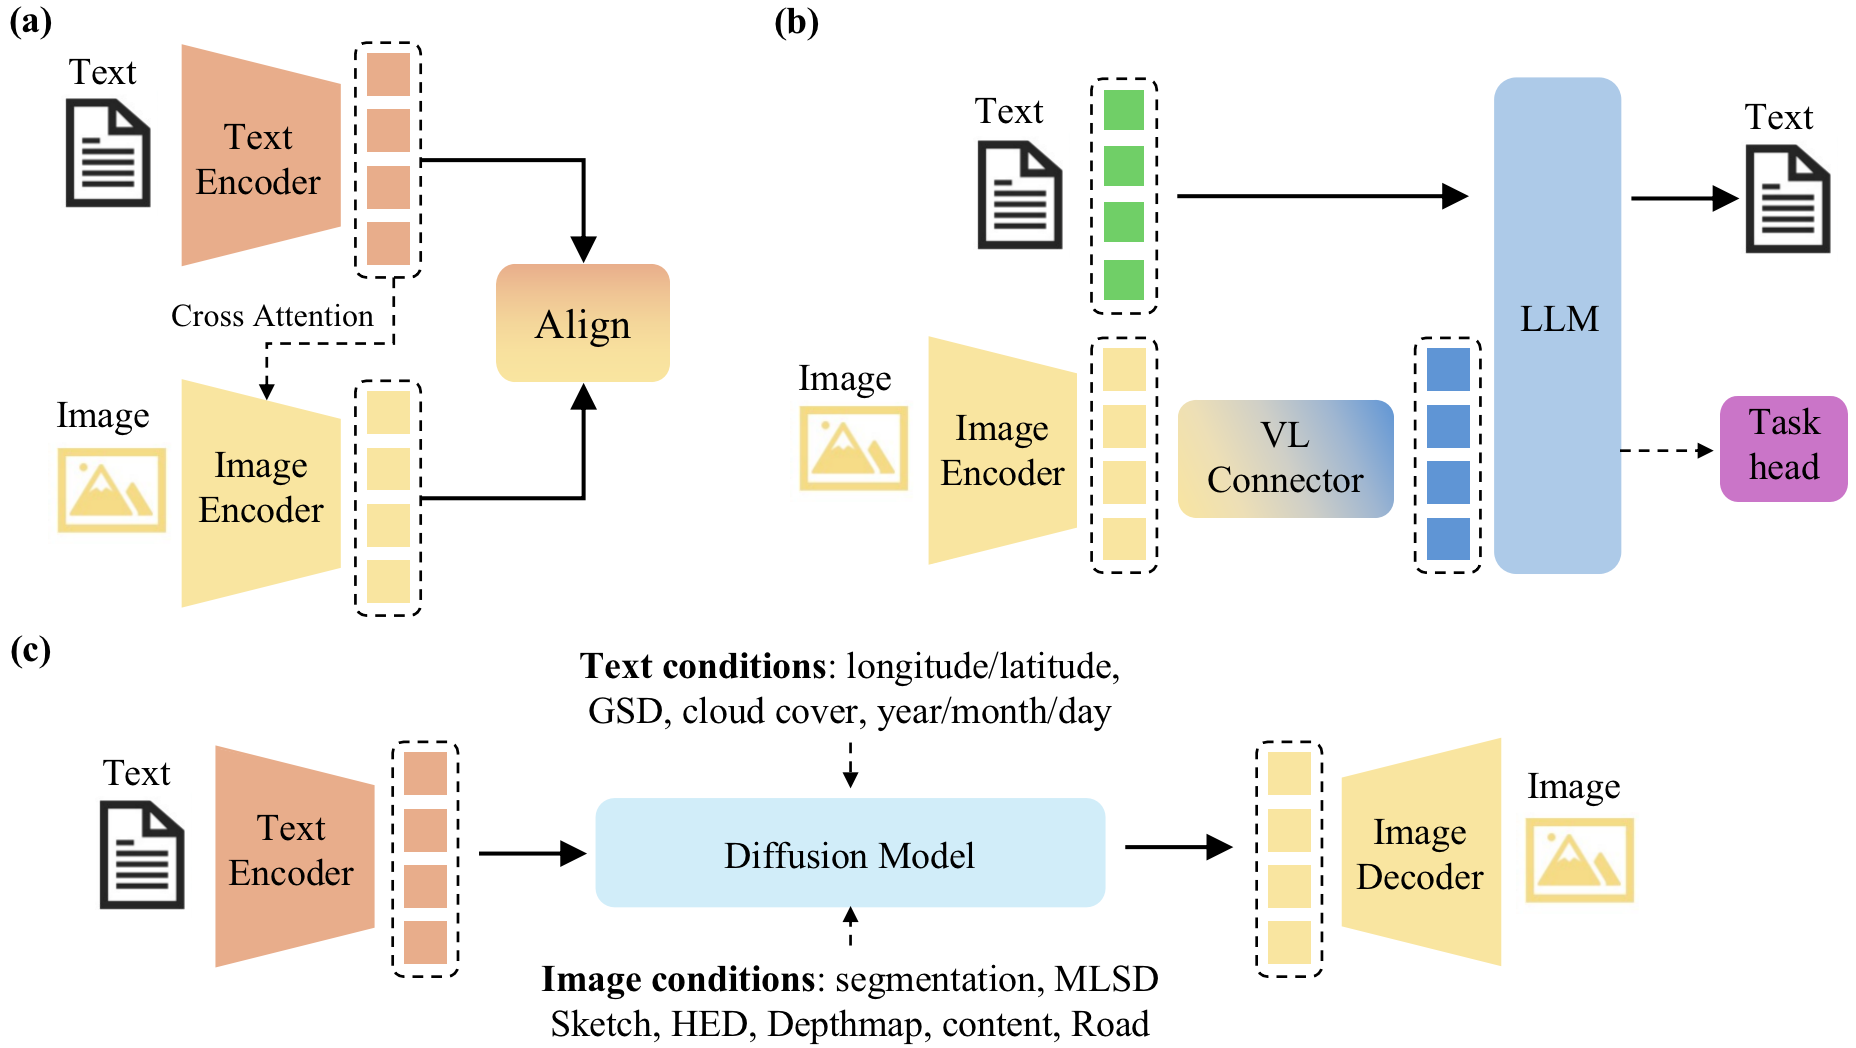 (a)
Text
Text
Encoder
Cross Attention
Align
Image
Image
Encoder
(b)
Text
Text
LLM
Image
Image
Encoder
VL
Connector
Task
head
(c)
Text conditions: longitude/latitude,
GSD, cloud cover, year/month/day
Text
Text
Encoder
Diffusion Model
Image
Decoder
Image
Image conditions: segmentation, MLSD
Sketch, HED, Depthmap, content, Road